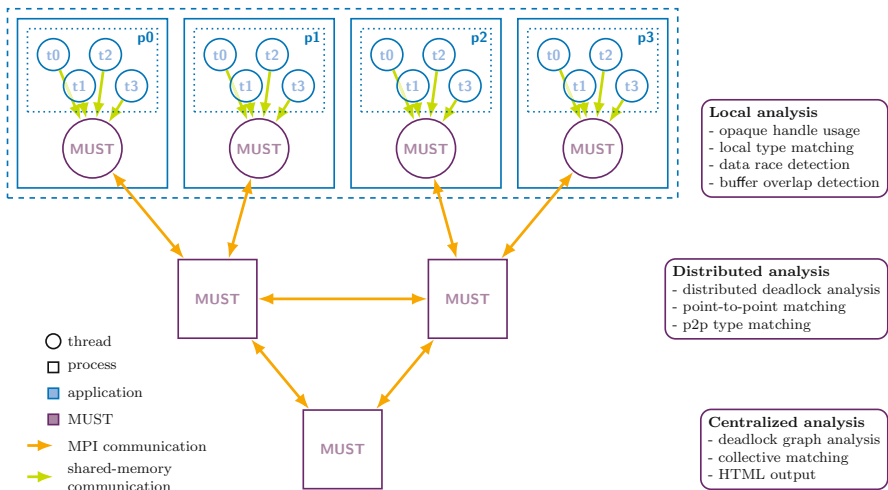 p0
p1
p2
p3
t0
t2
t0
t2
t0
t2
t0
t2
t1
t3
t1
t3
t1
t3
t1
t3
MUST
MUST
MUST
MUST
Local analysis
- opaque handle usage
- local type matching
- data race detection
- buffer overlap detection
MUST
MUST
Distributed analysis
- distributed deadlock analysis
- point-to-point matching
- p2p type matching
thread
process
application
MUST
MPI communication
shared-memory
communication
MUST
Centralized analysis
- deadlock graph analysis
- collective matching
- HTML output